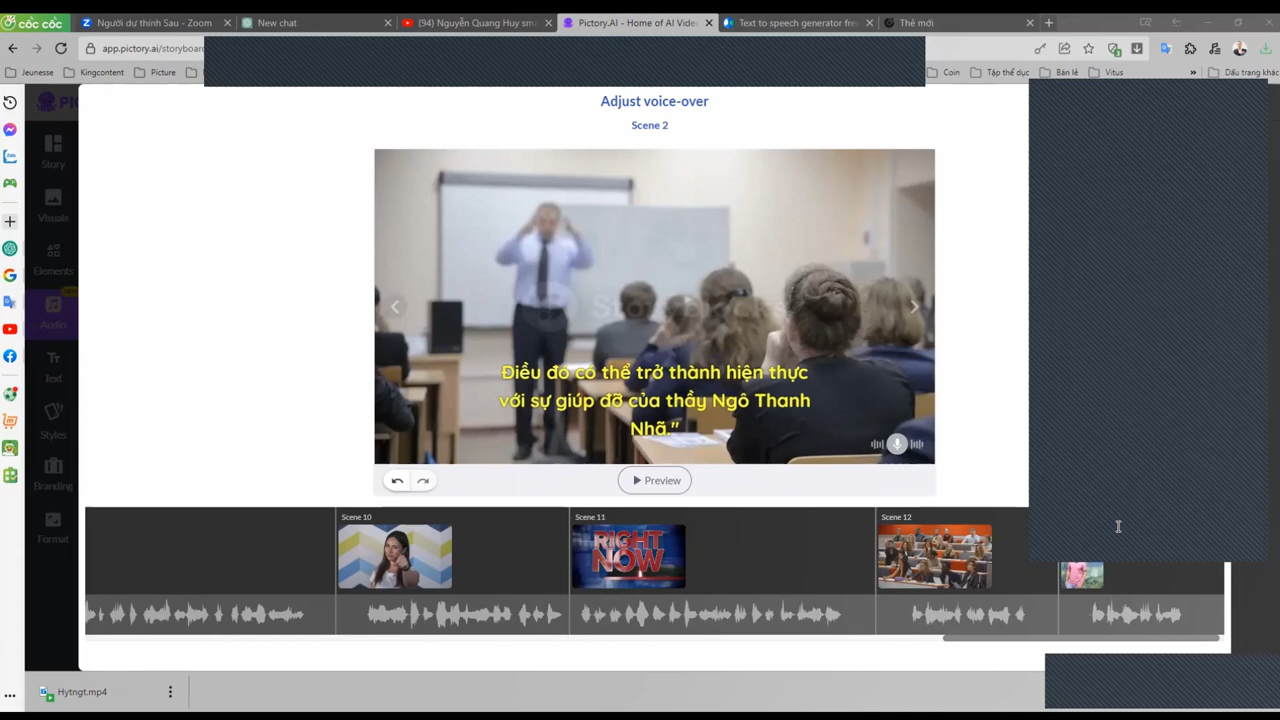 cốc cốc
Người dự thính Sau - Zoom
New chat
(94) Nguyễn Quang Huy sm
Pictory.AI - Home of AI Video
Text to speech generator fre
Thẻ mới
app.pictory.ai/storyboar
Jeunesse
Kingcontent
Picture
Coin
Tập thể dục
Bán lẻ
Vitus
»
Dấu trang khác
Adjust voice-over
Scene 2
Story
Visuals
Elements
Audio
Text
Styles
Branding
Format
Điều đó có thể trở thành hiện thực
với sự giúp đỡ của thầy Ngô Thanh
Nhã."
Preview
Scene 10
Scene 11
Scene 12
RIGHT
NOW
Hytngt.mp4